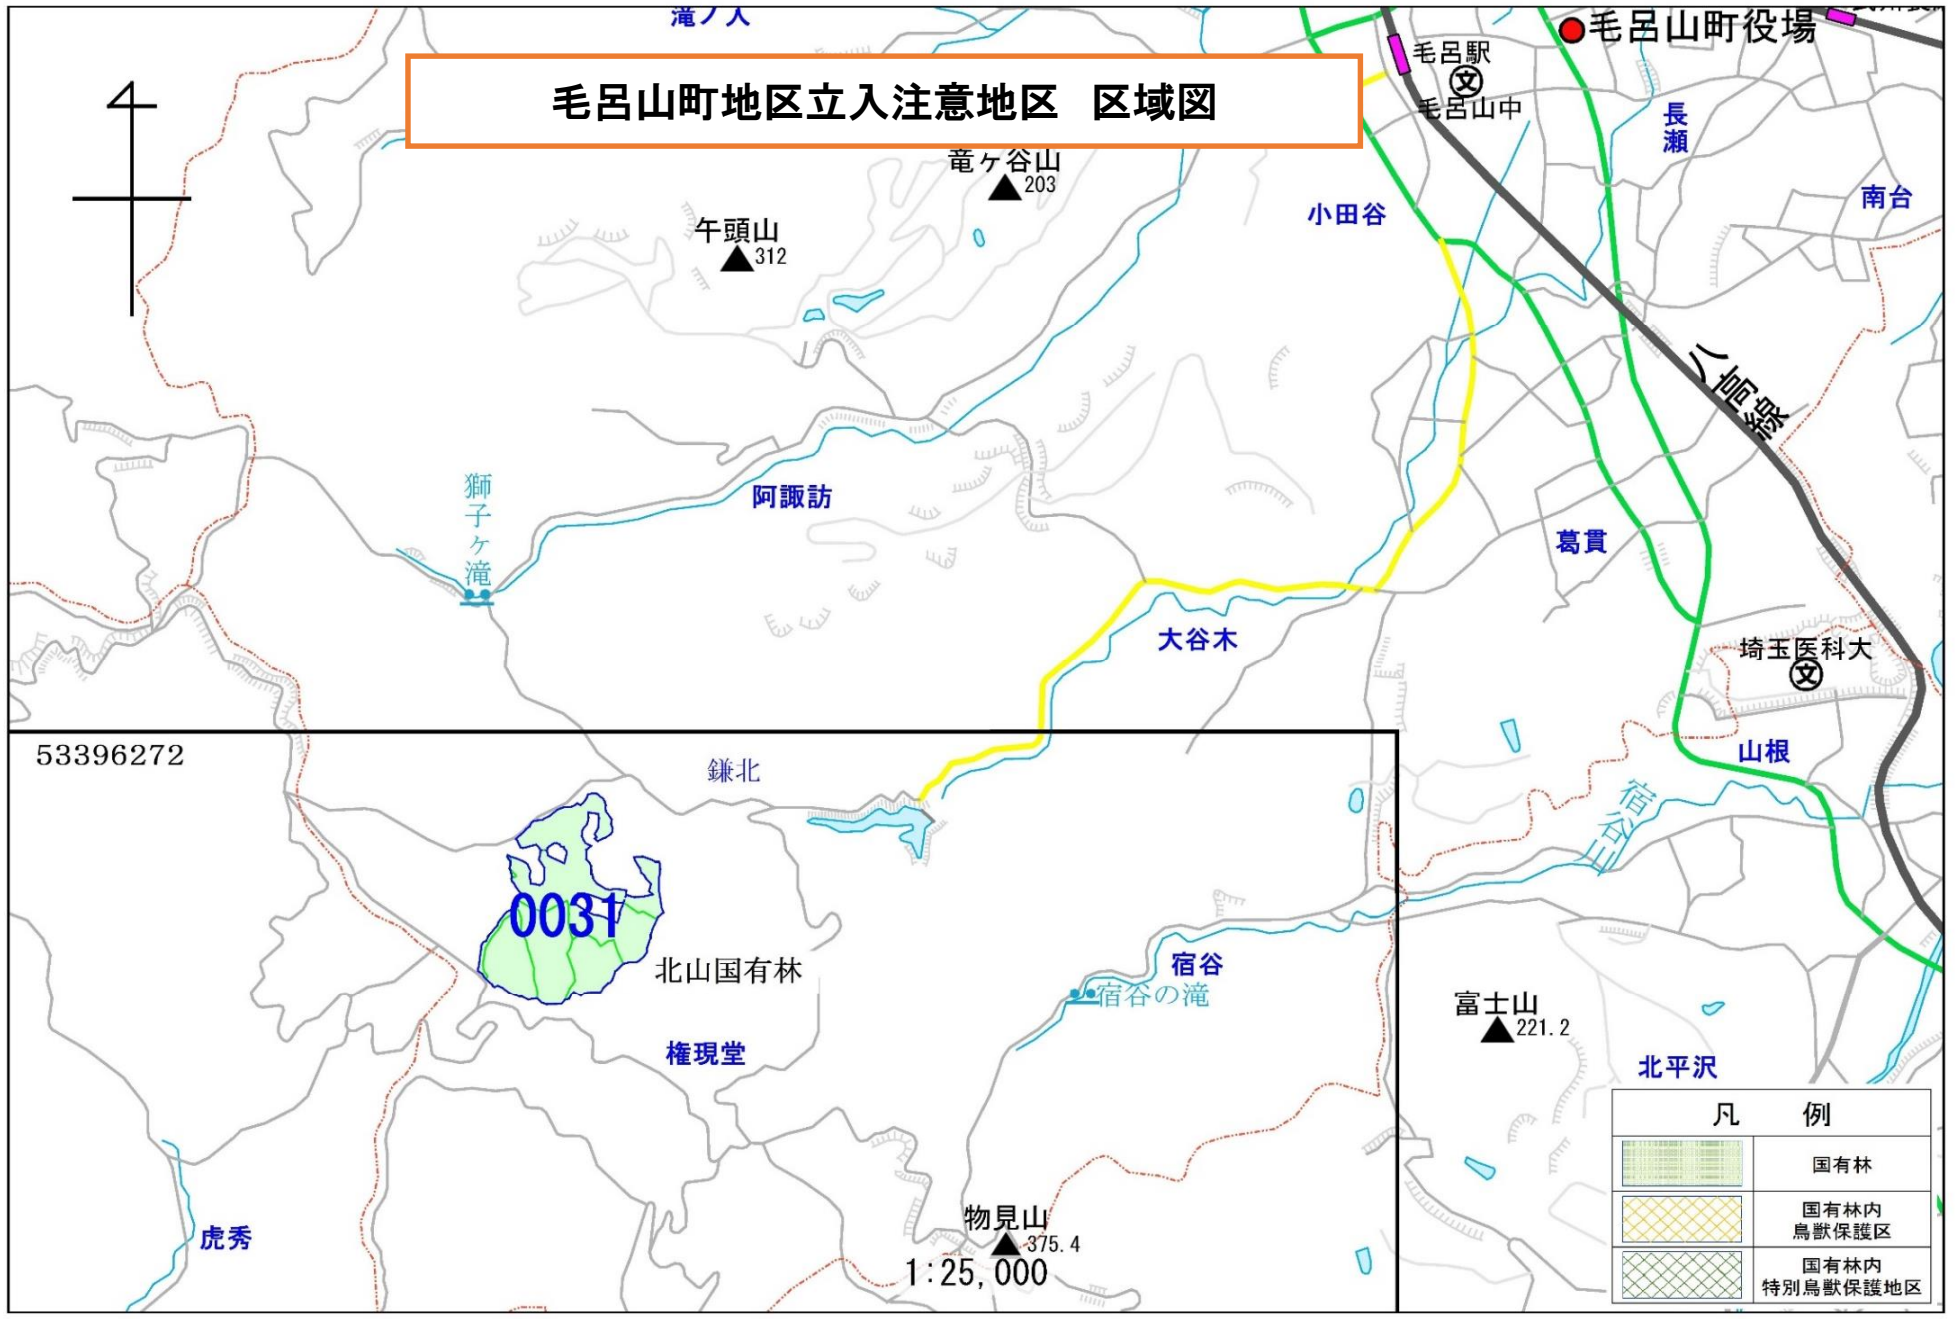 滝ノ入
毛呂山町役場
毛呂駅
文
毛呂山中
毛呂山町地区立入注意地区　区域図
長瀬
竜ヶ谷山
203
南台
小田谷
午頭山
312
八高線
獅子ヶ滝
阿諏訪
葛貫
大谷木
埼玉医科大
文
山根
53396272
鎌北
宿谷川
0031
北山国有林
宿谷
宿谷の滝
富士山
221.2
権現堂
北平沢
凡　例
国有林
国有林内
鳥獣保護区
国有林内
特別鳥獣保護地区
虎秀
物見山
375.4
1:25,000